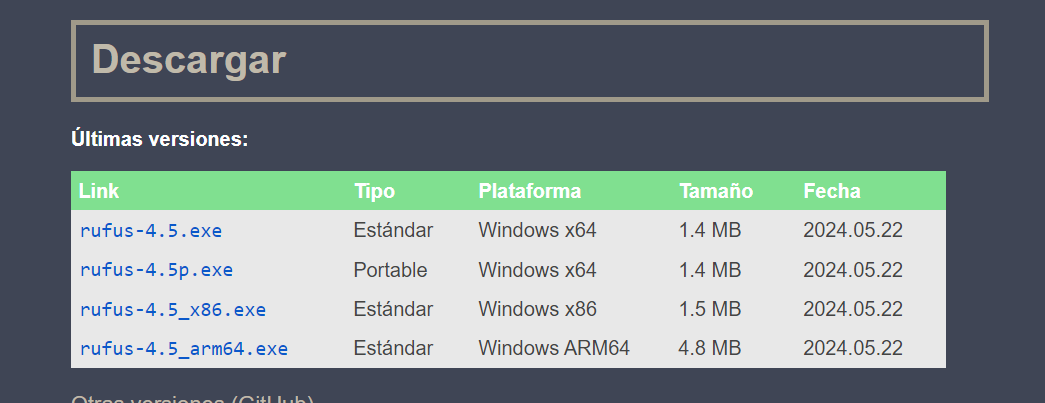 Descargar
Últimas versiones:
Link Tipo Plataforma Tamaño Fecha
rufus-4.5.exe Estándar Windows x64 1.4 MB 2024.05.22
rufus-4.5p.exe Portable Windows x64 1.4 MB 2024.05.22
rufus-4.5_x86.exe Estándar Windows x86 1.5 MB 2024.05.22
rufus-4.5_arm64.exe Estándar Windows ARM64 4.8 MB 2024.05.22
Otras versiones (GitHub)